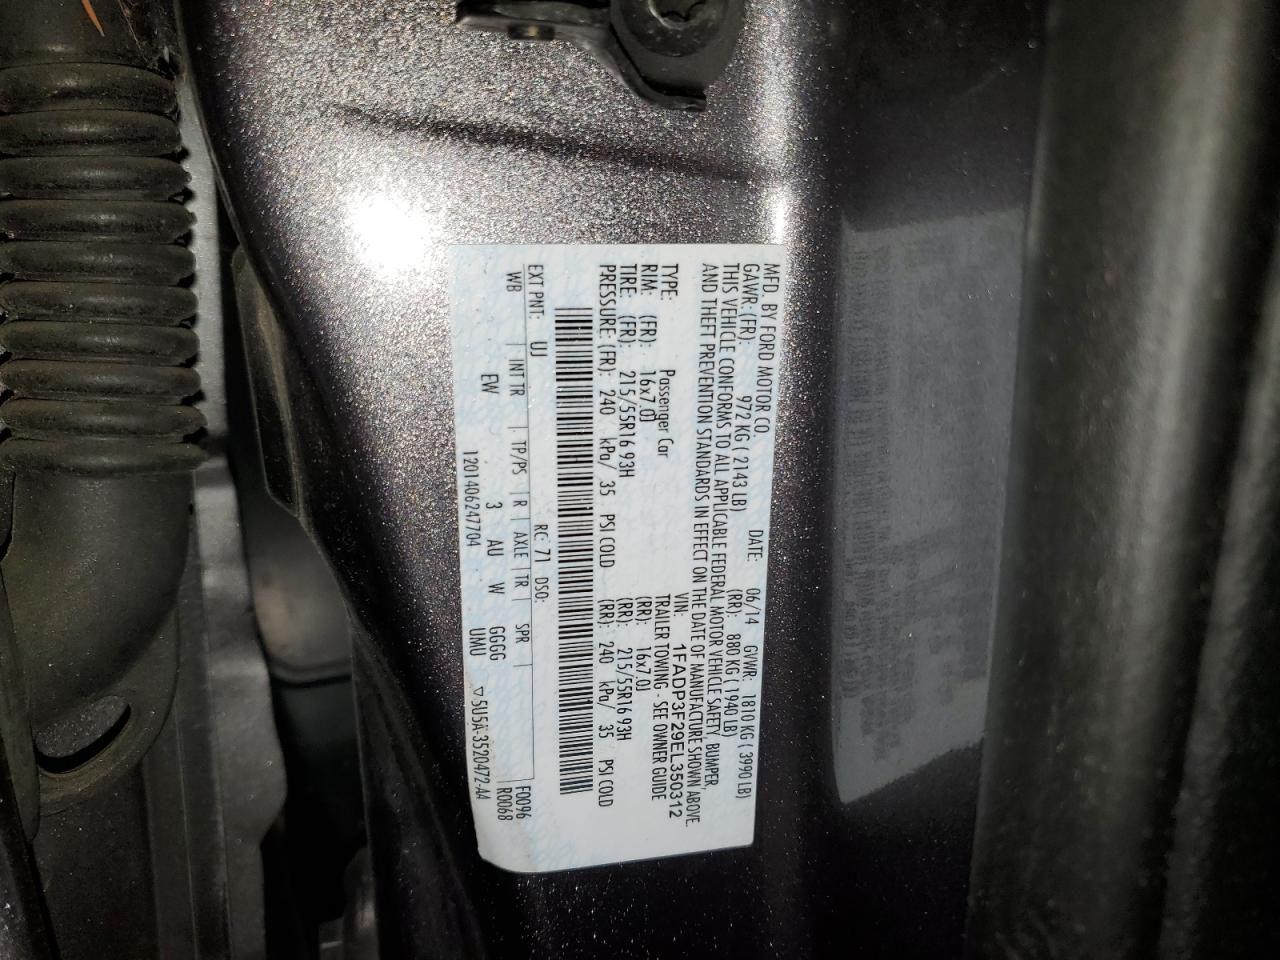 MFD. BY FORD MOTOR CO.
DATE: 06/14 GVWR: 1810 KG ( 3990 LB)
GAWR: (FR): 972 KG ( 2143 LB) (RR): 880 KG ( 1940 LB)
THIS VEHICLE CONFORMS TO ALL APPLICABLE FEDERAL MOTOR VEHICLE SAFETY, BUMPER,
AND THEFT PREVENTION STANDARDS IN EFFECT ON THE DATE OF MANUFACTURE SHOWN ABOVE.
VIN: 1FADP3F29EL350312
TYPE: Passenger Car TRAILER TOWING - SEE OWNER GUIDE
RIM: (FR): 16x7.0J (RR): 16x7.0J
TIRE: (FR): 215/55R16 93H (RR): 215/55R16 93H
PRESSURE: (FR): 240 kPa/ 35 PSI COLD (RR): 240 kPa/ 35 PSI COLD
EXT PNT: UJ RC: 71 DSO: F0096
WB INT TR TP/PS R AXLE TR SPR R0068
EW 3 AU W GGGG
1201406247704 UMU 5U5A-3520472-AA